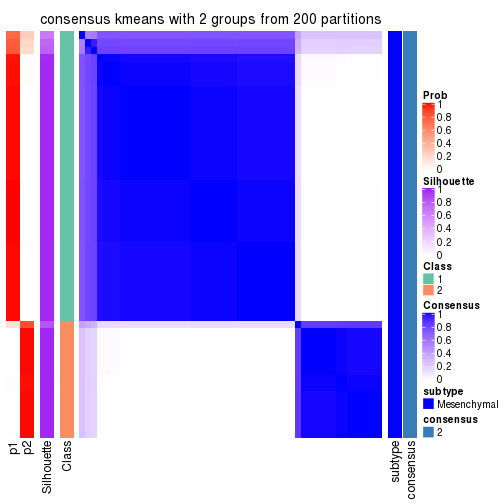 consensus kmeans with 2 groups from 200 partitions
Prob
1
0.8
0.6
0.4
0.2
0
Silhouette
1
0.8
0.6
0.4
0.2
0
Class
1
2
Consensus
1
0.8
0.6
0.4
0.2
0
subtype
Mesenchymal
consensus
2
p1
p2
Silhouette
Class
subtype
consensus